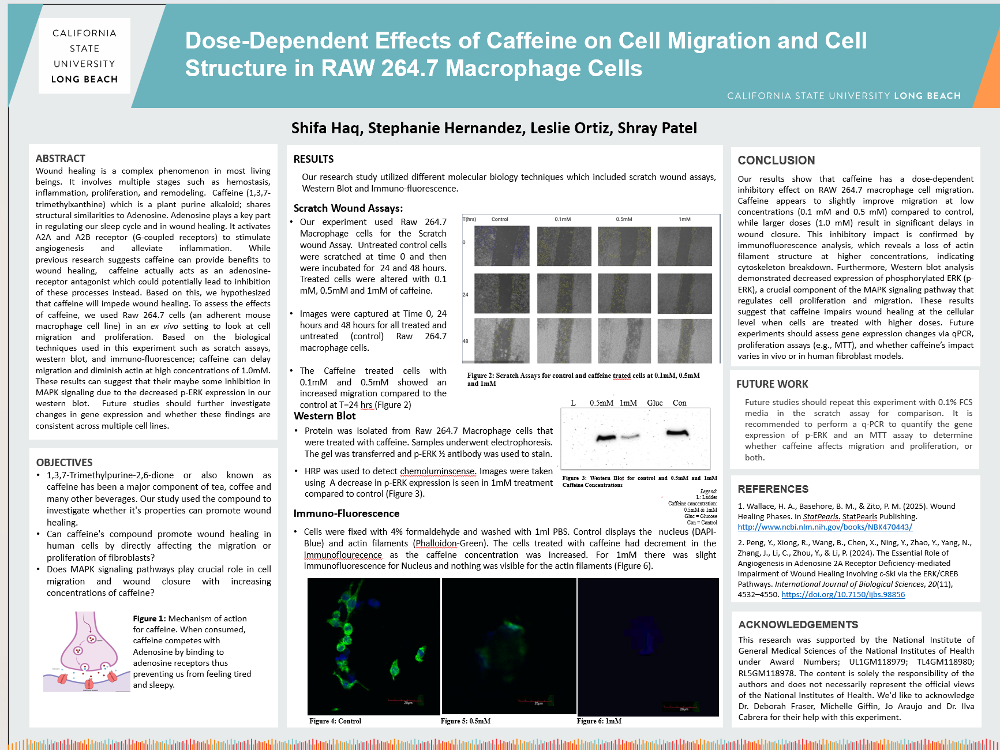 CALIFORNIA
STATE
UNIVERSITY
LONG BEACH
Dose-Dependent Effects of Caffeine on Cell Migration and Cell
Structure in RAW 264.7 Macrophage Cells
CALIFORNIA STATE UNIVERSITY LONG BEACH
Shifa Haq, Stephanie Hernandez, Leslie Ortiz, Shray Patel
ABSTRACT
Wound healing is a complex phenomenon in most living
beings. It involves multiple stages such as hemostasis,
inflammation, proliferation, and remodeling. Caffeine (1,3,7-
trimethylxanthine) which is a plant purine alkaloid; shares
structural similarities to Adenosine. Adenosine plays a key part
in regulating our sleep cycle and in wound healing. It activates
A2A and A2B receptor (G-coupled receptors) to stimulate
angiogenesis and alleviate inflammation. While
previous research suggests caffeine can provide benefits to
wound healing, caffeine actually acts as an adenosine-
receptor antagonist which could potentially lead to inhibition
of these processes instead. Based on this, we hypothesized
that caffeine will impede wound healing. To assess the effects
of caffeine, we used Raw 264.7 cells (an adherent mouse
macrophage cell line) in an ex vivo setting to look at cell
migration and proliferation. Based on the biological
techniques used in this experiment such as scratch assays,
western blot, and immuno-fluorescence; caffeine can delay
migration and diminish actin at high concentrations of 1.0mM.
These results can suggest that their maybe some inhibition in
MAPK signaling due to the decreased p-ERK expression in our
western blot. Future studies should further investigate
changes in gene expression and whether these findings are
consistent across multiple cell lines.
OBJECTIVES
• 1,3,7-Trimethylpurine-2,6-dione or also known as
caffeine has been a major component of tea, coffee and
many other beverages. Our study used the compound to
investigate whether it's properties can promote wound
healing.
• Can caffeine's compound promote wound healing in
human cells by directly affecting the migration or
proliferation of fibroblasts?
• Does MAPK signaling pathways play crucial role in cell
migration and wound closure with increasing
concentrations of caffeine?
Figure 1: Mechanism of action
for caffeine. When consumed,
caffeine competes with
Adenosine by binding to
adenosine receptors thus
preventing us from feeling tired
and sleepy.
RESULTS
Our research study utilized different molecular biology techniques which included scratch wound assays,
Western Blot and Immuno-fluorescence.
Scratch Wound Assays:
• Our experiment used Raw 264.7
Macrophage cells for the Scratch
wound Assay. Untreated control cells
were scratched at time 0 and then
were incubated for 24 and 48 hours.
Treated cells were altered with 0.1
mM, 0.5mM and 1mM of caffeine.
• Images were captured at Time 0, 24
hours and 48 hours for all treated and
untreated (control) Raw 264.7
macrophage cells.
• The Caffeine treated cells with
0.1mM and 0.5mM showed an
increased migration compared to the
control at T=24 hrs (Figure 2)
T(hrs) Control 0.1mM 0.5mM 1mM
0
24
48
Figure 2: Scratch Assays for control and caffeine trated cells at 0.1mM, 0.5mM
and 1mM
Western Blot
• Protein was isolated from Raw 264.7 Macrophage cells that
were treated with caffeine. Samples underwent electrophoresis.
The gel was transferred and p-ERK ½ antibody was used to stain.
• HRP was used to detect chemoluminscense. Images were taken
using A decrease in p-ERK expression is seen in 1mM treatment
compared to control (Figure 3).
L 0.5mM 1mM Gluc Con
Figure 3: Western Blot for control and 0.5mM and 1mM
Caffeine Concentrations
Legend:
L: Ladder
Caffeine concentration:
0.5mM & 1mM
Gluc = Glucose
Con = Control
Immuno-Fluorescence
• Cells were fixed with 4% formaldehyde and washed with 1ml PBS. Control displays the nucleus (DAPI-
Blue) and actin filaments (Phalloidon-Green). The cells treated with caffeine had decrement in the
immunoflourecence as the caffeine concentration was increased. For 1mM there was slight
immunofluorescence for Nucleus and nothing was visible for the actin filaments (Figure 6).
20µm
20µm
20µm
Figure 4: Control
Figure 5: 0.5mM
Figure 6: 1mM
CONCLUSION
Our results show that caffeine has a dose-dependent
inhibitory effect on RAW 264.7 macrophage cell migration.
Caffeine appears to slightly improve migration at low
concentrations (0.1 mM and 0.5 mM) compared to control,
while larger doses (1.0 mM) result in significant delays in
wound closure. This inhibitory impact is confirmed by
immunofluorescence analysis, which reveals a loss of actin
filament structure at higher concentrations, indicating
cytoskeleton breakdown. Furthermore, Western blot analysis
demonstrated decreased expression of phosphorylated ERK (p-
ERK), a crucial component of the MAPK signaling pathway that
regulates cell proliferation and migration. These results
suggest that caffeine impairs wound healing at the cellular
level when cells are treated with higher doses. Future
experiments should assess gene expression changes via qPCR,
proliferation assays (e.g., MTT), and whether caffeine’s impact
varies in vivo or in human fibroblast models.
FUTURE WORK
Future studies should repeat this experiment with 0.1% FCS
media in the scratch assay for comparison. It is
recommended to perform a q-PCR to quantify the gene
expression of p-ERK and an MTT assay to determine
whether caffeine affects migration and proliferation, or
both.
REFERENCES
1. Wallace, H. A., Basehore, B. M., & Zito, P. M. (2025). Wound
Healing Phases. In StatPearls. StatPearls Publishing.
http://www.ncbi.nlm.nih.gov/books/NBK470443/
2. Peng, Y., Xiong, R., Wang, B., Chen, X., Ning, Y., Zhao, Y., Yang, N.,
Zhang, J., Li, C., Zhou, Y., & Li, P. (2024). The Essential Role of
Angiogenesis in Adenosine 2A Receptor Deficiency-mediated
Impairment of Wound Healing Involving c-Ski via the ERK/CREB
Pathways. International Journal of Biological Sciences, 20(11),
4532–4550. https://doi.org/10.7150/ijbs.98856
ACKNOWLEDGEMENTS
This research was supported by the National Institute of
General Medical Sciences of the National Institutes of Health
under Award Numbers; UL1GM118979; TL4GM118980;
RL5GM118978. The content is solely the responsibility of the
authors and does not necessarily represent the official views
of the National Institutes of Health. We'd like to acknowledge
Dr. Deborah Fraser, Michelle Giffin, Jo Araujo and Dr. Ilva
Cabrera for their help with this experiment.